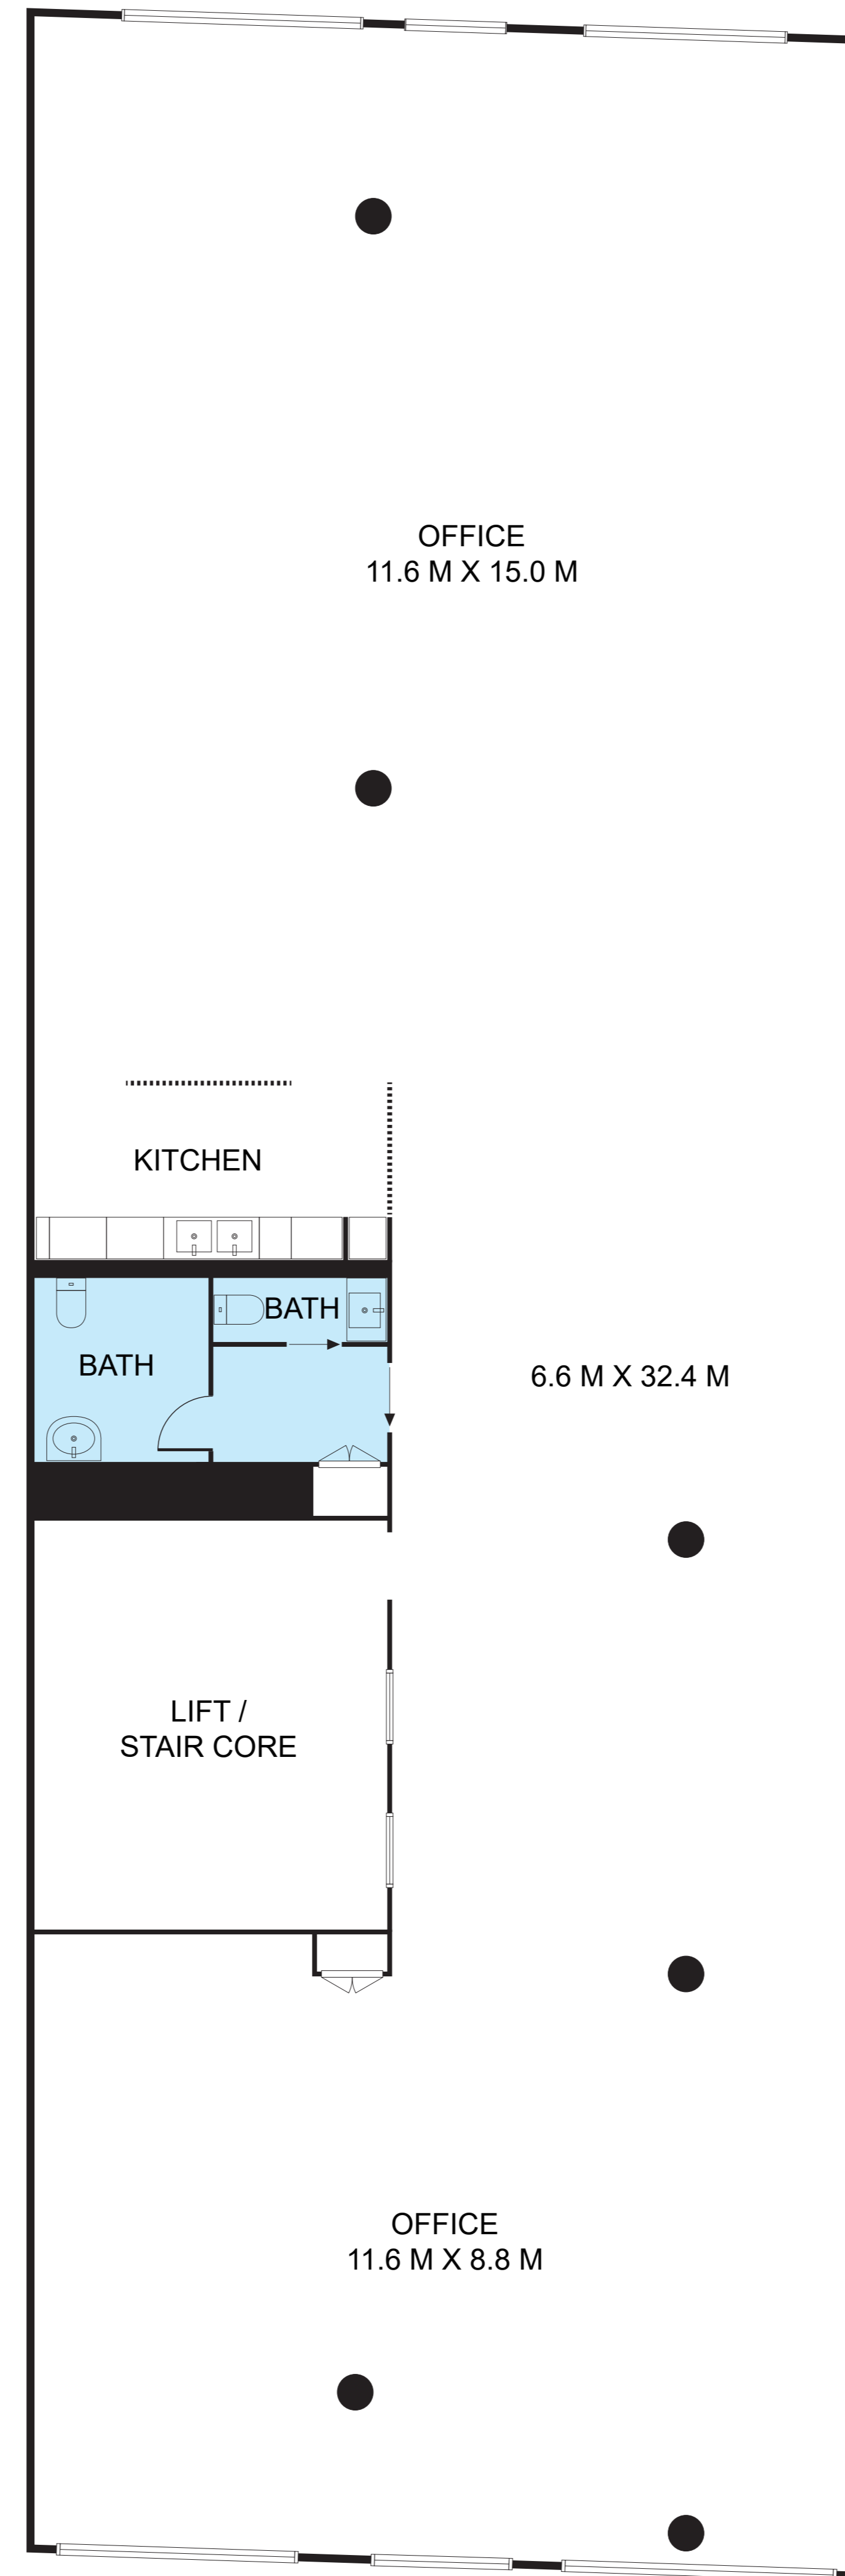 OFFICE
11.6 M X 15.0 M
KITCHEN
BATH
BATH
6.6 M X 32.4 M
LIFT /
STAIR CORE
OFFICE
11.6 M X 8.8 M